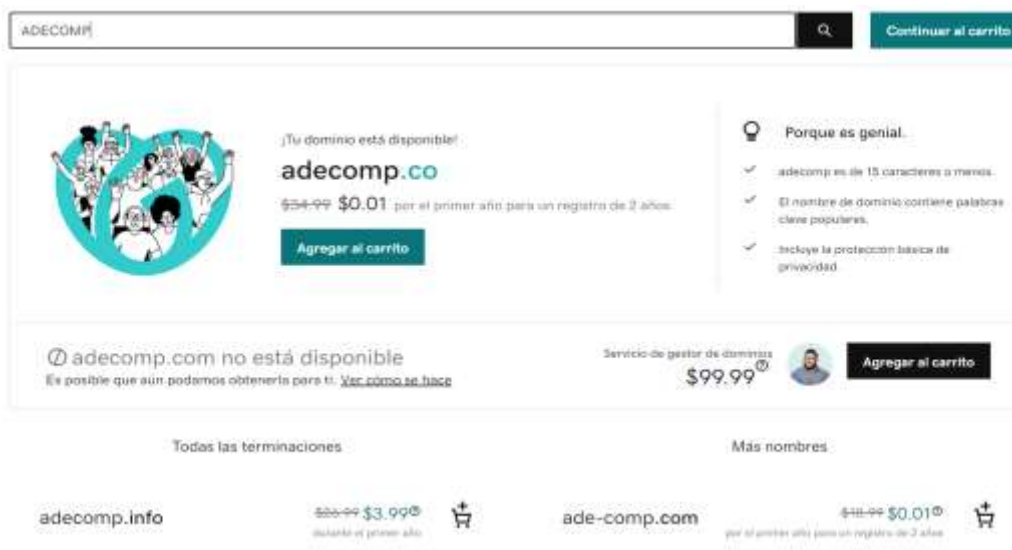 ADECOMP
Continuar al carrito
¡Tu dominio está disponible!
adecomp.co
$34.99 $0.01 por el primer año para un registro de 2 años
Agregar al carrito
Porque es genial.
adecomp es de 15 caracteres o menos.
El nombre de dominio contiene palabras
clave populares.
Incluye la protección básica de
privacidad.
adecomp.com no está disponible
Es posible que aún podamos obtenerla para ti. Ver cómo se hace
Servicio de gestor de dominios
$99.99
Agregar al carrito
Todas las terminaciones
adecomp.info
$26.99 $3.99
durante el primer año
Más nombres
ade-comp.com
$18.99 $0.01
por el primer año para un registro de 2 años